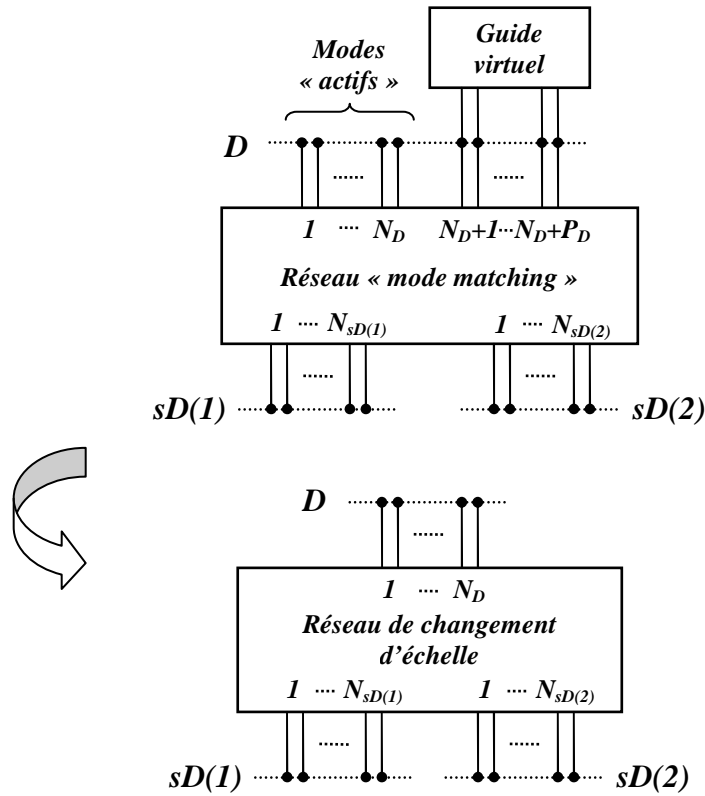 Modes
« actifs »
Guide
virtuel
D
......
......
1 .... N_D N_D+1...N_D+P_D
Réseau « mode matching »
1 .... N_sD(1) 1 .... N_sD(2)
......
......
sD(1) sD(2)
D
......
1 .... N_D
Réseau de changement
d'échelle
1 .... N_sD(1) 1 .... N_sD(2)
......
......
sD(1) sD(2)